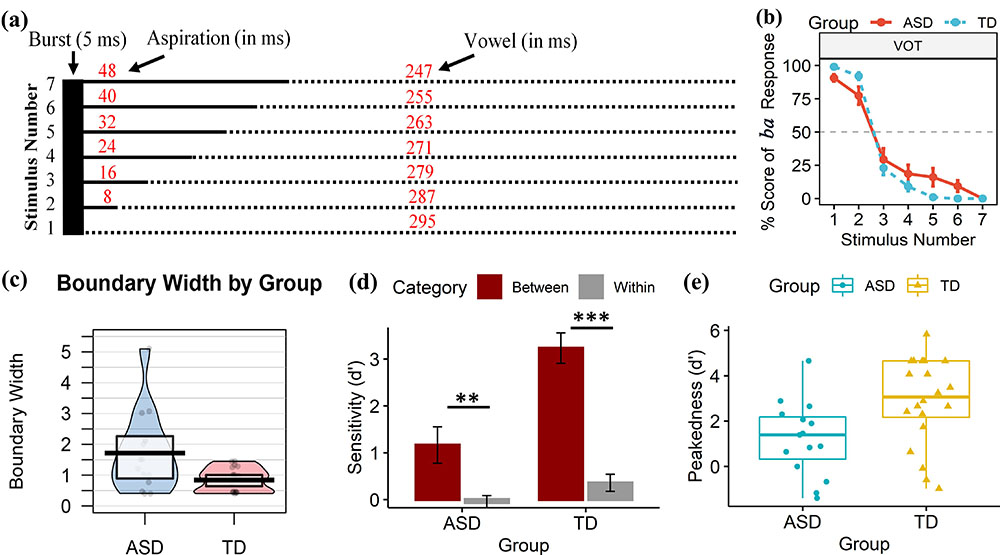 (a)
Burst (5 ms)
Aspiration (in ms)
Vowel (in ms)
Stimulus Number
7 48 247
6 40 255
5 32 263
4 24 271
3 16 279
2 8 287
1 295
(b)
Group ASD TD
VOT
% Score of ba Response
100
75
50
25
0
1 2 3 4 5 6 7
Stimulus Number
(c)
Boundary Width by Group
Boundary Width
5
4
3
2
1
0
ASD TD
(d)
Category Between Within
Sensitivity (d')
3
2
1
0
**
***
ASD TD
Group
(e)
Group ASD TD
Peakedness (d')
6
4
2
0
ASD TD
Group